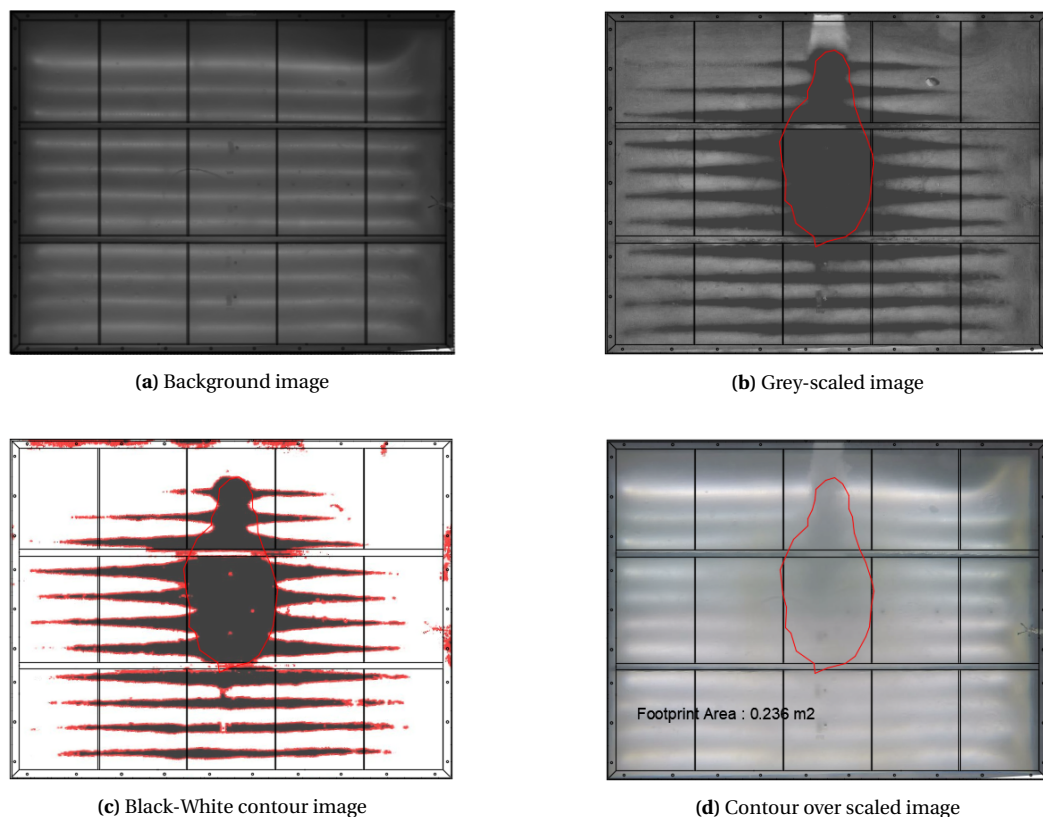 (a) Background image
(b) Grey-scaled image
Footprint Area : 0.236 m2
(c) Black-White contour image
(d) Contour over scaled image